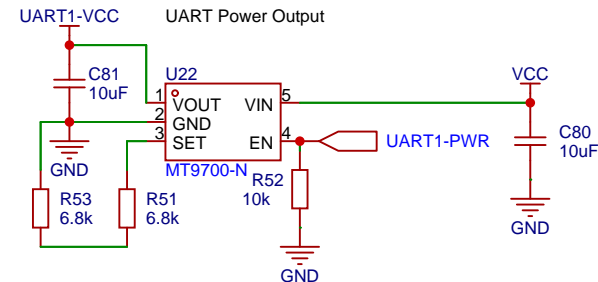 UART1-VCC
UART Power Output
C81
10uF
U22
VCC
1
VOUT
VIN
5
2
GND
3
SET
EN
4
UART1-PWR
C80
10uF
GND
MT9700-N
R53
6.8k
R51
6.8k
R52
10k
GND
GND